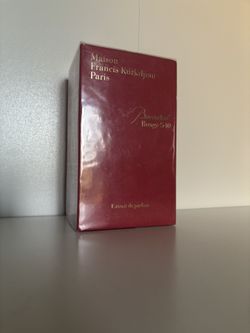 Maison
Francis Kurkdjian
Paris
Baccarat
Rouge 540
Extrait de parfum